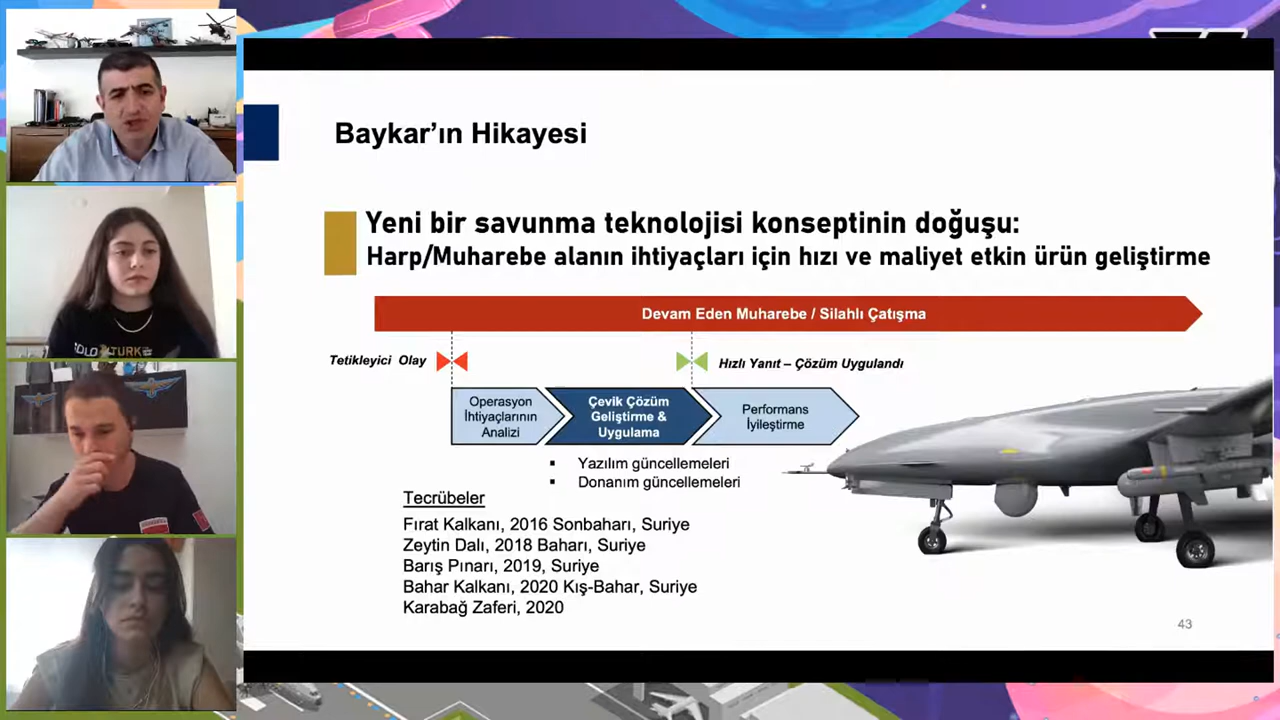 Baykar’ın Hikayesi
Yeni bir savunma teknolojisi konseptinin doğuşu:
Harp/Muharebe alanın ihtiyaçları için hızı ve maliyet etkin ürün geliştirme
Devam Eden Muharebe / Silahlı Çatışma
Tetikleyici Olay
Hızlı Yanıt – Çözüm Uygulandı
Operasyon
İhtiyaçlarının
Analizi
Çevik Çözüm
Geliştirme &
Uygulama
Performans
İyileştirme
▪ Yazılım güncellemeleri
▪ Donanım güncellemeleri
Tecrübeler
Fırat Kalkanı, 2016 Sonbaharı, Suriye
Zeytin Dalı, 2018 Baharı, Suriye
Barış Pınarı, 2019, Suriye
Bahar Kalkanı, 2020 Kış-Bahar, Suriye
Karabağ Zaferi, 2020
43
SOLO TURK